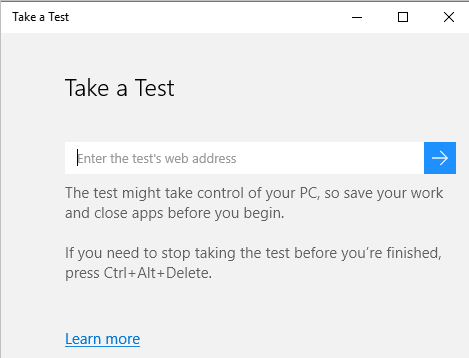 Take a Test
Take a Test
Enter the test's web address
The test might take control of your PC, so save your work
and close apps before you begin.
If you need to stop taking the test before you’re finished,
press Ctrl+Alt+Delete.
Learn more